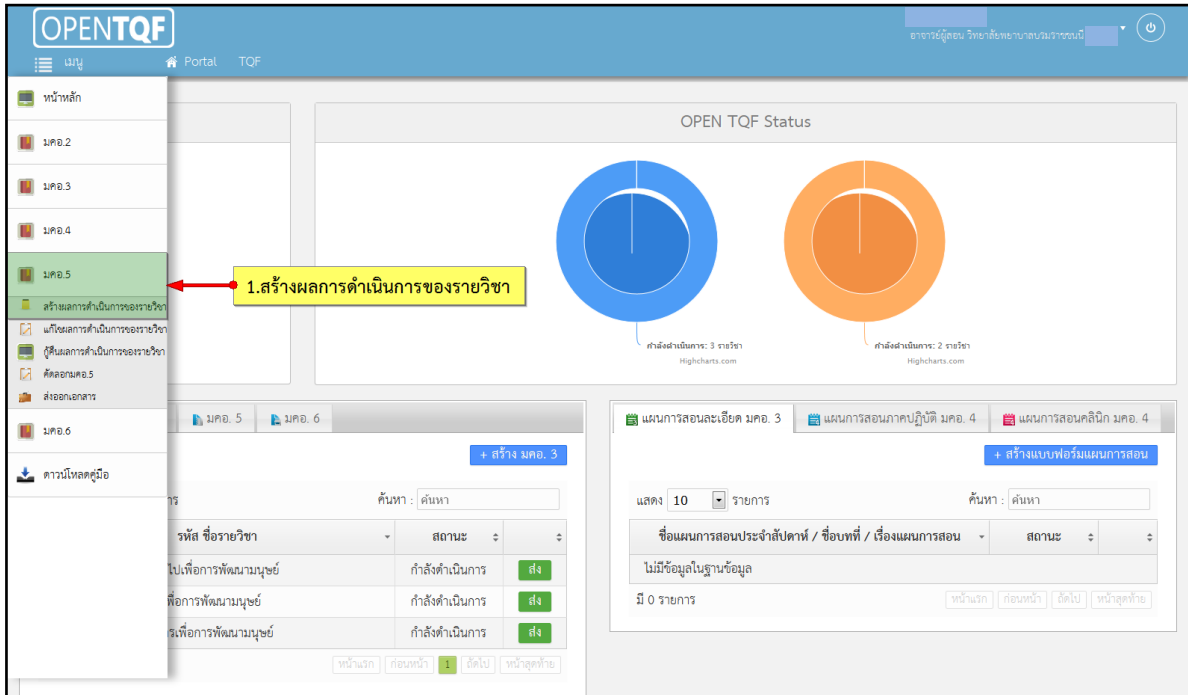 OPENTQF
อาจารย์ผู้สอน วิทยาลัยพยาบาลบรมราชชนนี
เมนู Portal TQF
หน้าหลัก
มคอ.2
มคอ.3
มคอ.4
มคอ.5
สร้างผลการดำเนินการของรายวิชา
แก้ไขผลการดำเนินการของรายวิชา
กู้คืนผลการดำเนินการของรายวิชา
คัดลอกมคอ.5
ส่งออกเอกสาร
มคอ.6
ดาวน์โหลดคู่มือ
1.สร้างผลการดำเนินการของรายวิชา
OPEN TQF Status
กำลังดำเนินการ: 3 รายวิชา
Highcharts.com
กำลังดำเนินการ: 2 รายวิชา
Highcharts.com
มคอ. 5 มคอ. 6
+ สร้าง มคอ. 3
ค้นหา : ค้นหา
รหัส ชื่อรายวิชา สถานะ
ไปเพื่อการพัฒนามนุษย์ กำลังดำเนินการ ส่ง
พื่อการพัฒนามนุษย์ กำลังดำเนินการ ส่ง
รเพื่อการพัฒนามนุษย์ กำลังดำเนินการ ส่ง
หน้าแรก ก่อนหน้า 1 ถัดไป หน้าสุดท้าย
แผนการสอนละเอียด มคอ. 3 แผนการสอนภาคปฏิบัติ มคอ. 4 แผนการสอนคลินิก มคอ. 4
+ สร้างแบบฟอร์มแผนการสอน
แสดง 10 รายการ ค้นหา : ค้นหา
ชื่อแผนการสอนประจำสัปดาห์ / ชื่อบทที่ / เรื่องแผนการสอน สถานะ
ไม่มีข้อมูลในฐานข้อมูล
มี 0 รายการ หน้าแรก ก่อนหน้า ถัดไป หน้าสุดท้าย